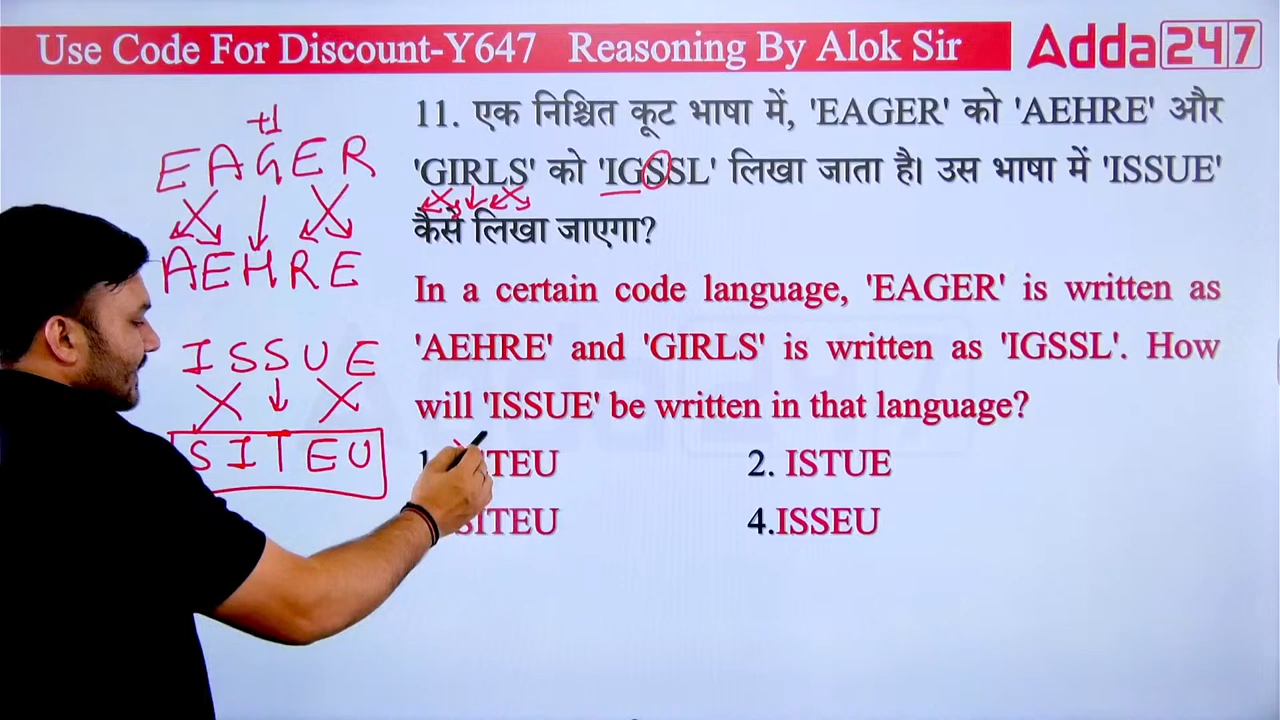 Use Code For Discount-Y647 Reasoning By Alok Sir
Adda247
11. एक निश्चित कूट भाषा में, 'EAGER' को 'AEHRE' और
'GIRLS' को 'IGSSL' लिखा जाता है। उस भाषा में 'ISSUE'
कैसे लिखा जाएगा?
In a certain code language, 'EAGER' is written as
'AEHRE' and 'GIRLS' is written as 'IGSSL'. How
will 'ISSUE' be written in that language?
TEU
2. ISTUE
SITEU
4.ISSEU
+1
EAGER
AEHRE
ISSUE
SITEU